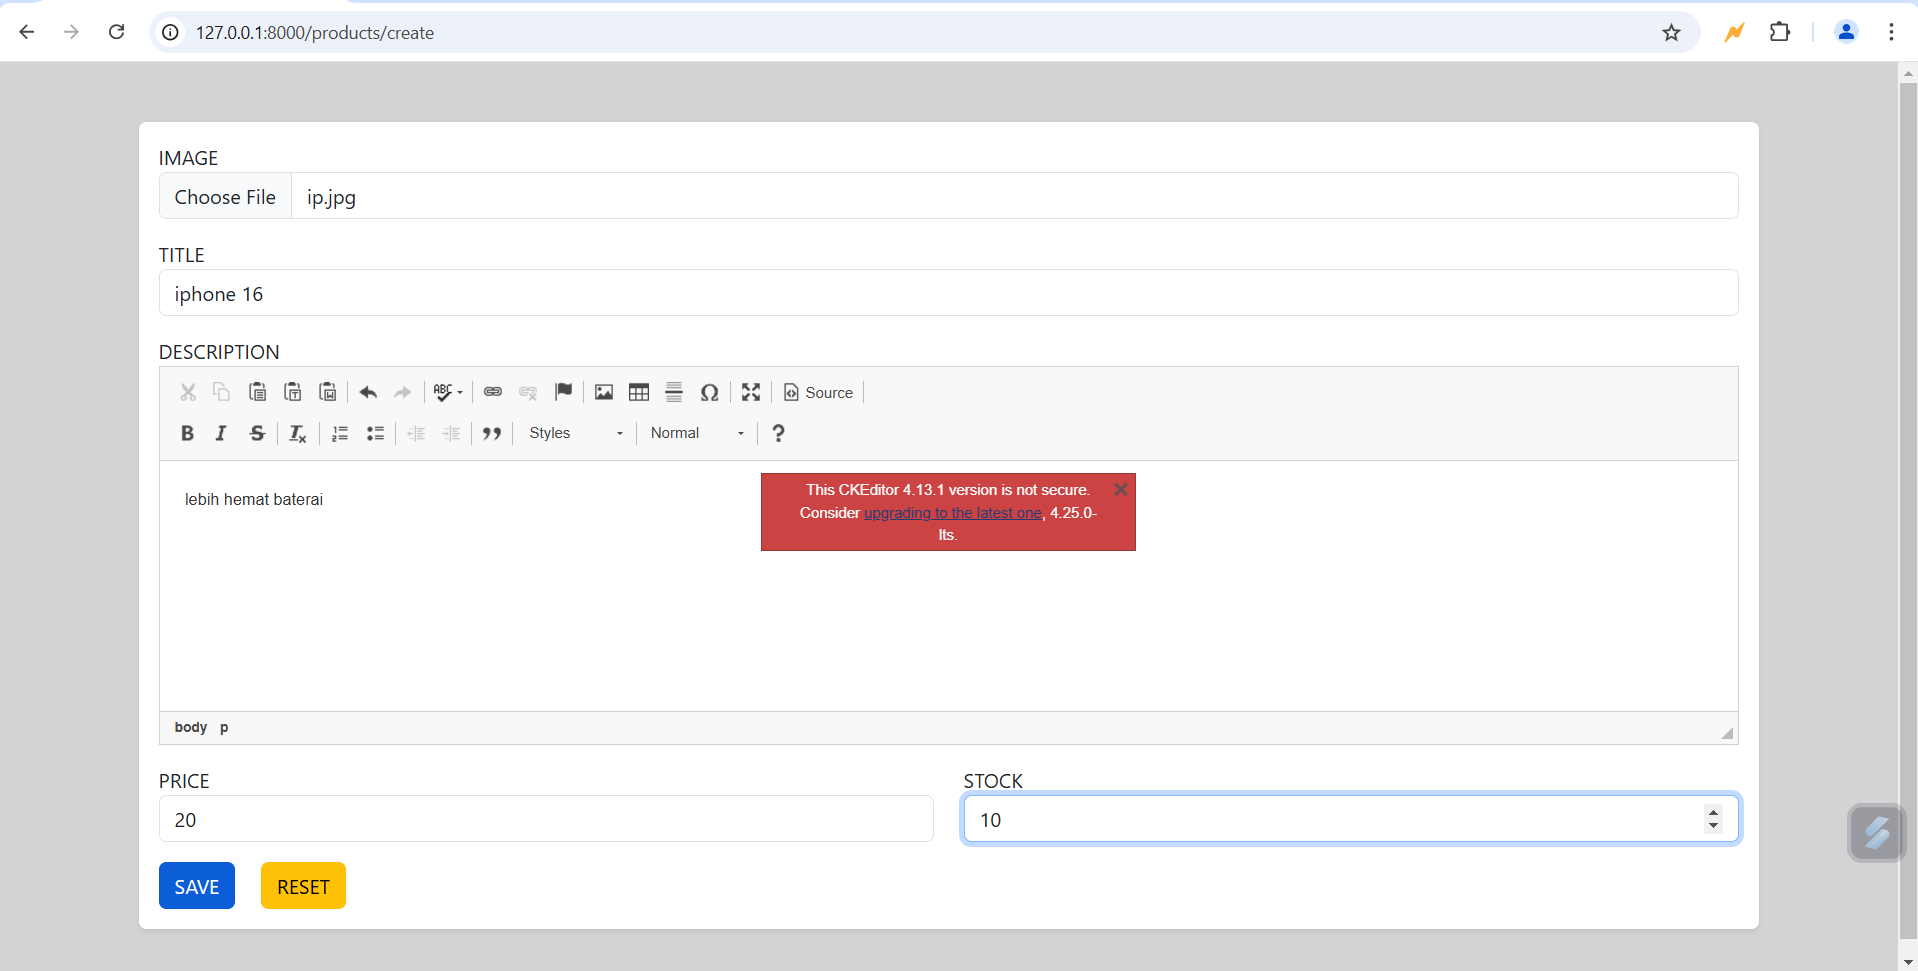 127.0.0.1:8000/products/create
IMAGE
Choose File ip.jpg
TITLE
iphone 16
DESCRIPTION
ABC Ω Source
B I S Tx Styles Normal ?
lebih hemat baterai
This CKEditor 4.13.1 version is not secure.
Consider upgrading to the latest one, 4.25.0-
lts.
body p
PRICE STOCK
20 10
SAVE RESET